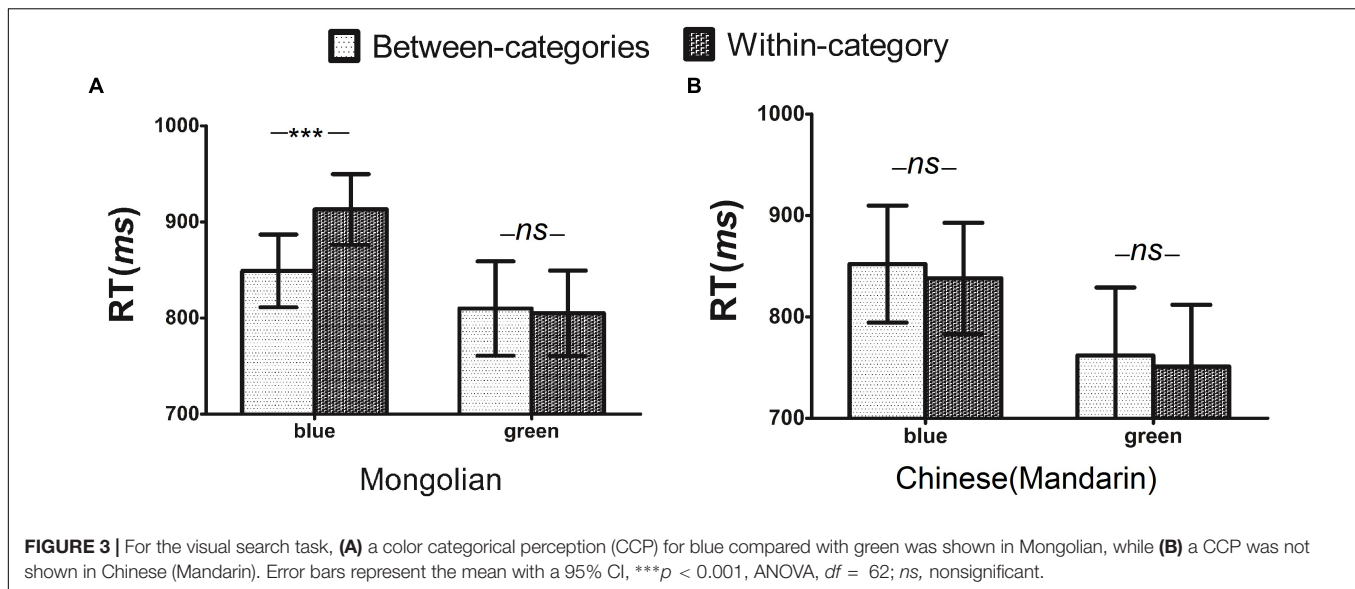 Between-categories Within-category
A
1000
900
800
700
RT(ms)
***
ns
blue green
Mongolian
B
1000
900
800
700
RT(ms)
ns
ns
blue green
Chinese(Mandarin)
FIGURE 3 | For the visual search task, (A) a color categorical perception (CCP) for blue compared with green was shown in Mongolian, while (B) a CCP was not
shown in Chinese (Mandarin). Error bars represent the mean with a 95% CI, ***p < 0.001, ANOVA, df = 62; ns, nonsignificant.